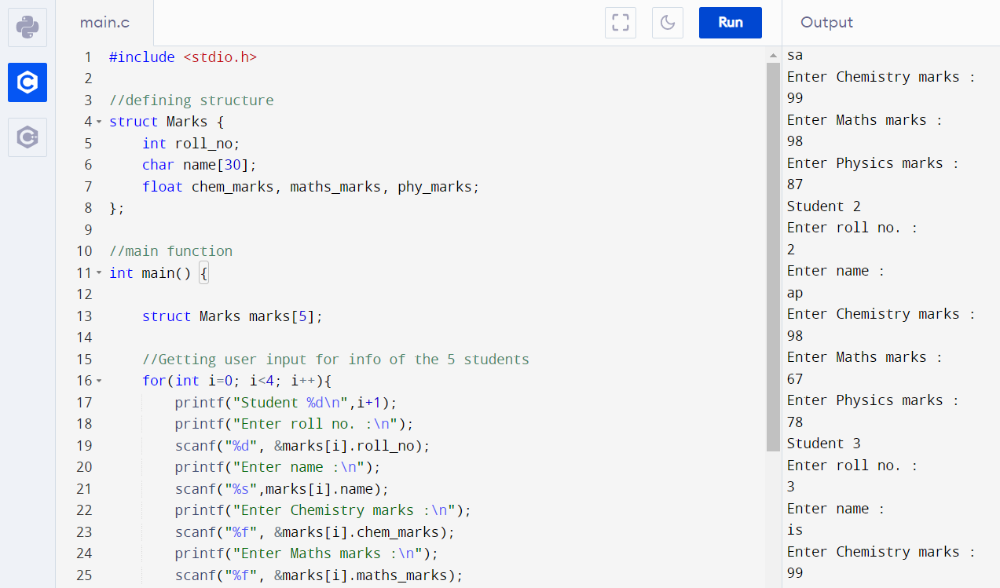 main.c
Run
Output
1 #include <stdio.h>
2
3 //defining structure
4 struct Marks {
5     int roll_no;
6     char name[30];
7     float chem_marks, maths_marks, phy_marks;
8 };
9
10 //main function
11 int main() {
12
13     struct Marks marks[5];
14
15     //Getting user input for info of the 5 students
16     for(int i=0; i<4; i++){
17         printf("Student %d\n",i+1);
18         printf("Enter roll no. :\n");
19         scanf("%d", &marks[i].roll_no);
20         printf("Enter name :\n");
21         scanf("%s",marks[i].name);
22         printf("Enter Chemistry marks :\n");
23         scanf("%f", &marks[i].chem_marks);
24         printf("Enter Maths marks :\n");
25         scanf("%f", &marks[i].maths_marks);
sa
Enter Chemistry marks :
99
Enter Maths marks :
98
Enter Physics marks :
87
Student 2
Enter roll no. :
2
Enter name :
ap
Enter Chemistry marks :
98
Enter Maths marks :
67
Enter Physics marks :
78
Student 3
Enter roll no. :
3
Enter name :
is
Enter Chemistry marks :
99